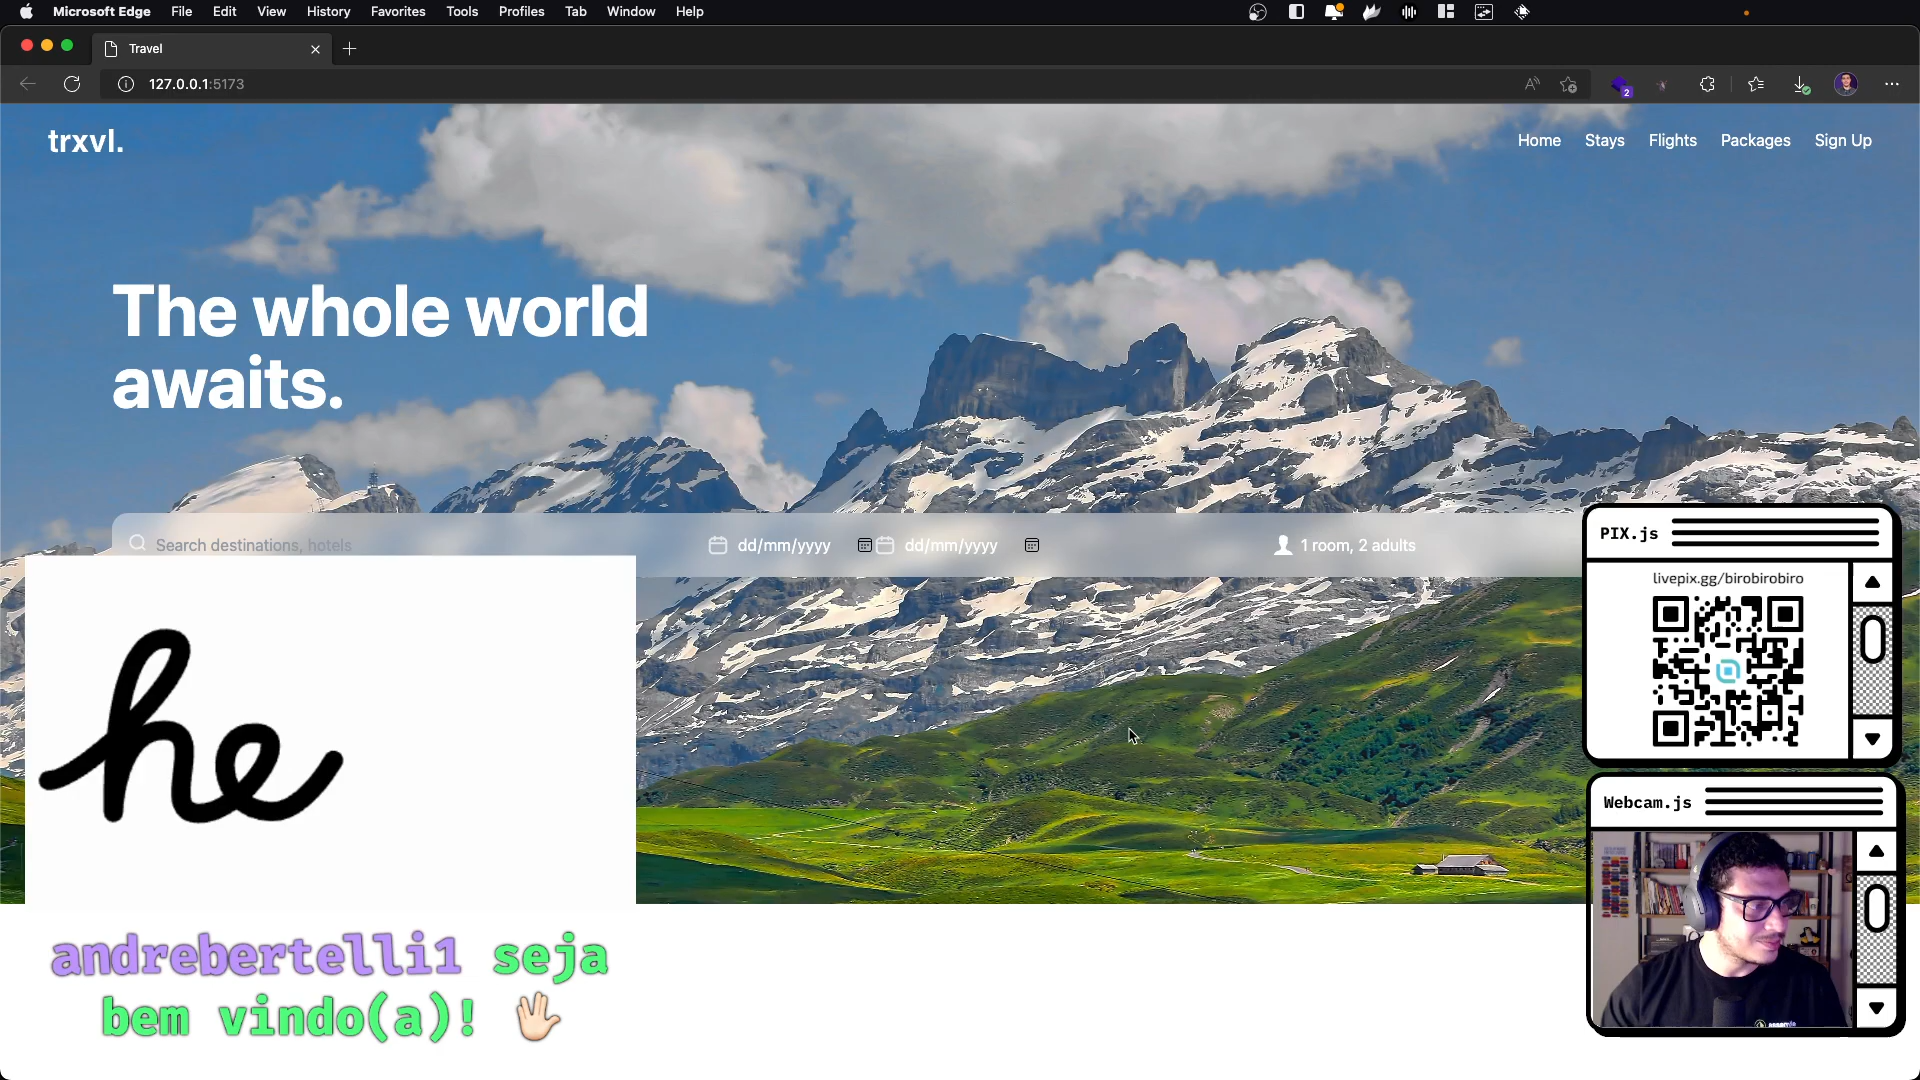 Microsoft Edge File Edit View History Favorites Tools Profiles Tab Window Help
Travel
127.0.0.1:5173
2
trxvl.
Home Stays Flights Packages Sign Up
The whole world
awaits.
Search destinations, hotels
dd/mm/yyyy
dd/mm/yyyy
1 room, 2 adults
PIX.js
livepix.gg/birobirobiro
he
Webcam.js
andrebertelli1 seja
bem vindo(a)! 🖐🏻